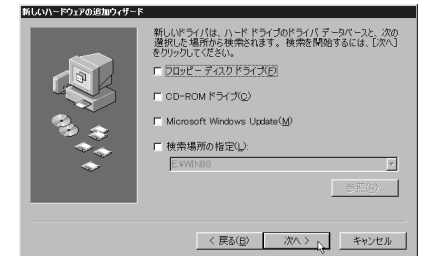 新しいハードウェアの追加ウィザード
新しいドライバは、ハード ドライブのドライバ データベースと、次の
選択した場所から検索されます。検索を開始するには、[次へ]
をクリックしてください。
フロッピー ディスク ドライブ(F)
CD-ROM ドライブ(C)
Microsoft Windows Update(M)
検索場所の指定(L):
E:¥WIN98
参照(R)
< 戻る(B)
次へ >
キャンセル